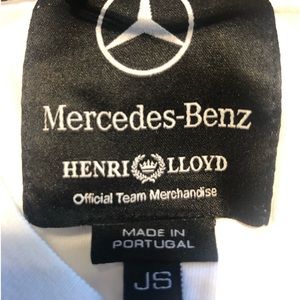 Mercedes-Benz
HENRI LLOYD
Official Team Merchandise
MADE IN
PORTUGAL
JS